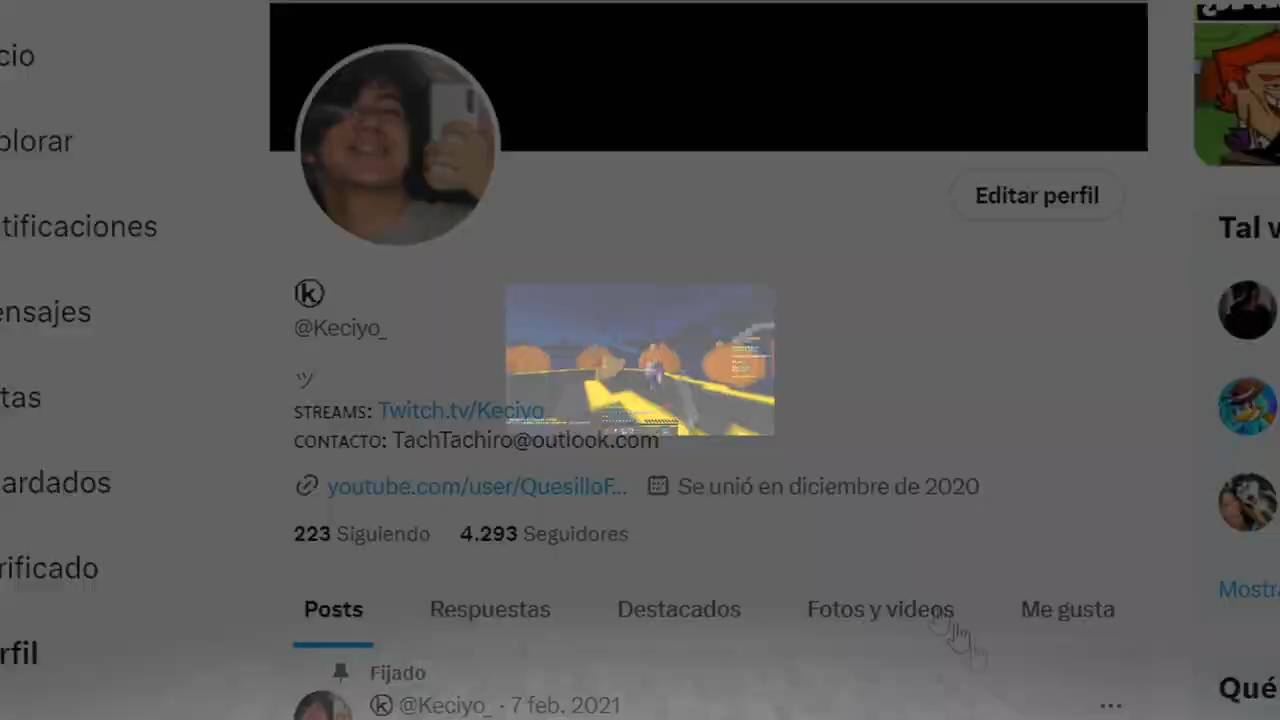 cio
plorar
tificaciones
ensajes
tas
ardados
rificado
rfil
Editar perfil
@Keciyo_
ツ
STREAMS: Twitch.tv/Keciyo
CONTACTO: TachTachiro@outlook.com
youtube.com/user/QuesilloF... Se unió en diciembre de 2020
223 Siguiendo 4.293 Seguidores
Posts Respuestas Destacados Fotos y videos Me gusta
Fijado
ⓚ @Keciyo_ · 7 feb. 2021
Tal v
Mostra
Qué